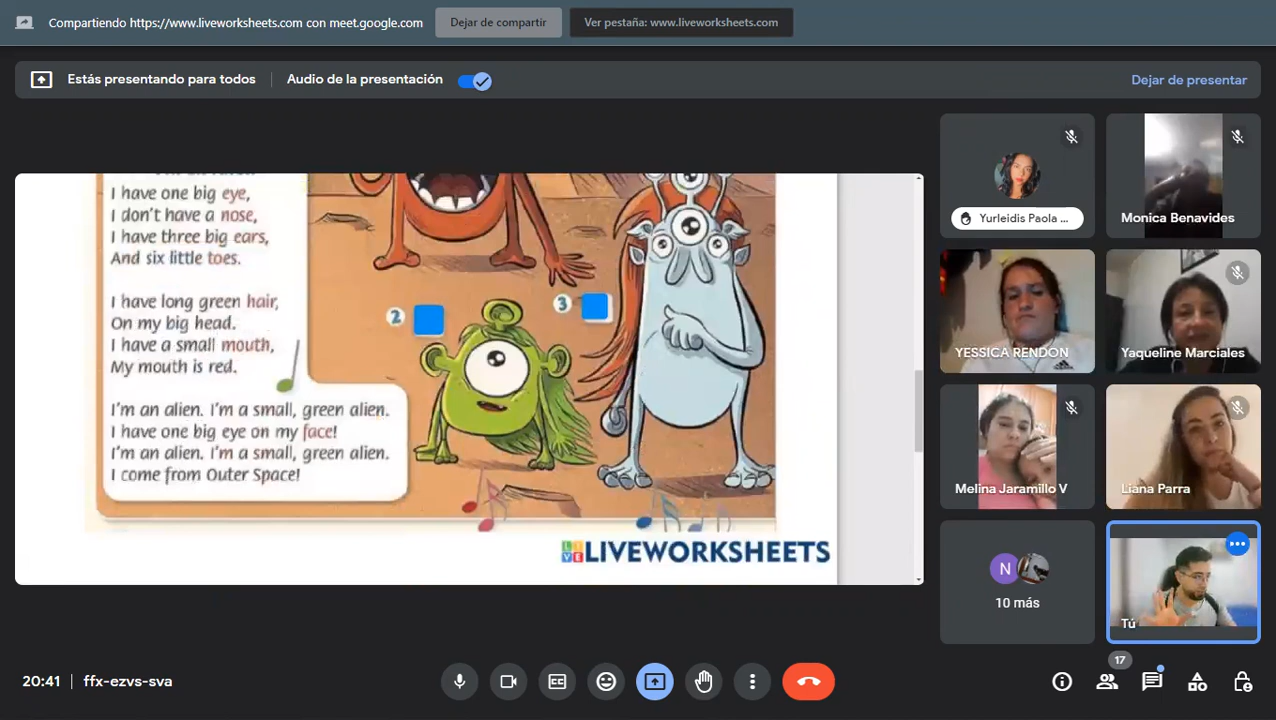 Compartiendo https://www.liveworksheets.com con meet.google.com
Dejar de compartir
Ver pestaña: www.liveworksheets.com
Estás presentando para todos
Audio de la presentación
Dejar de presentar
I have one big eye,
I don't have a nose,
I have three big ears,
And six little toes.
I have long green hair,
On my big head.
I have a small mouth,
My mouth is red.
I'm an alien. I'm a small, green alien.
I have one big eye on my face!
I'm an alien. I'm a small, green alien.
I come from Outer Space!
2
3
LIVE
LIVEWORKSHEETS
Yurleidis Paola ...
Monica Benavides
YESSICA RENDON
Yaqueline Marciales
Melina Jaramillo V
Liana Parra
N
10 más
Tú
20:41 | ffx-ezvs-sva
17